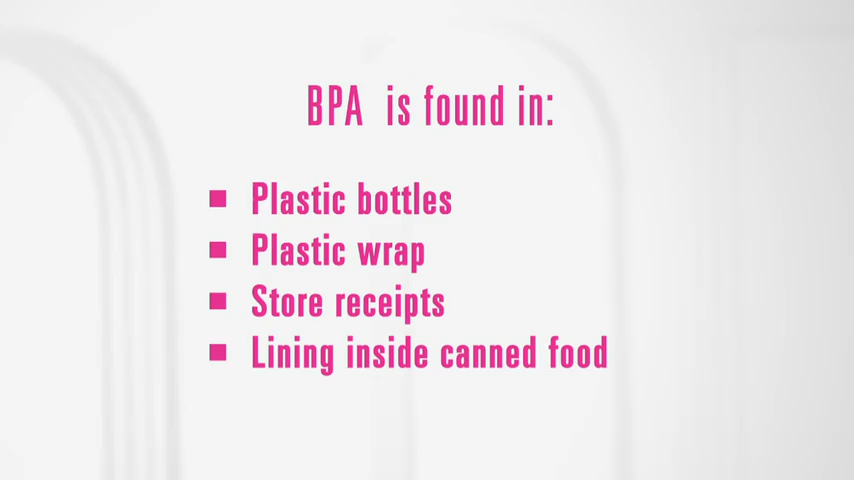 BPA is found in:
Plastic bottles
Plastic wrap
Store receipts
Lining inside canned food